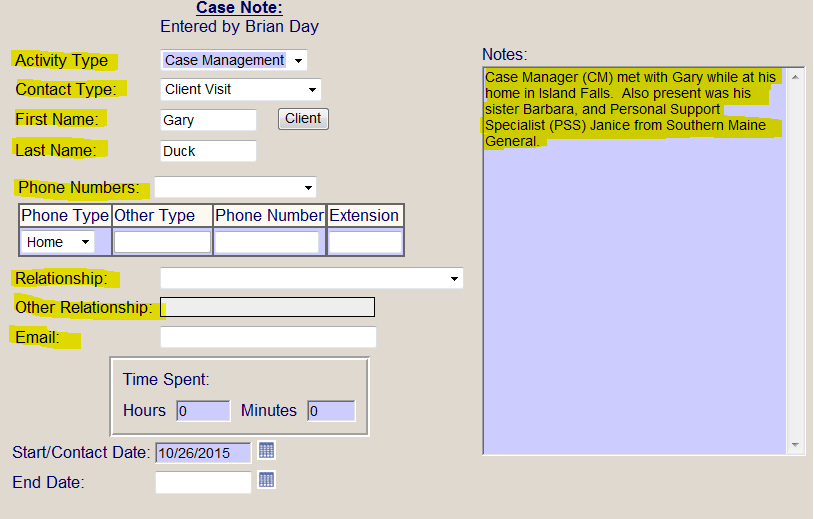 Case Note:
Entered by Brian Day
Activity Type Case Management
Contact Type: Client Visit
First Name: Gary Client
Last Name: Duck
Phone Numbers:
Phone Type Other Type Phone Number Extension
Home
Relationship:
Other Relationship:
Email:
Time Spent:
Hours 0 Minutes 0
Start/Contact Date: 10/26/2015
End Date:
Notes:
Case Manager (CM) met with Gary while at his
home in Island Falls.  Also present was his
sister Barbara, and Personal Support
Specialist (PSS) Janice from Southern Maine
General.